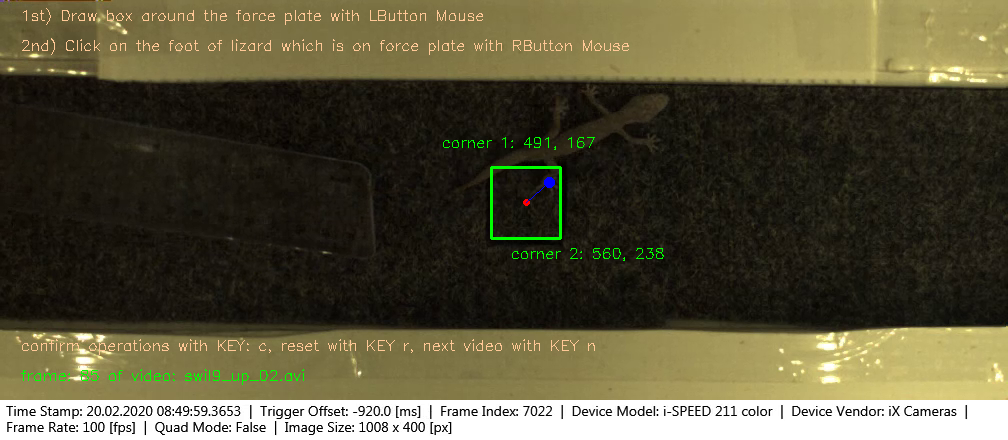 1st) Draw box around the force plate with LButton Mouse
2nd) Click on the foot of lizard which is on force plate with RButton Mouse
corner 1: 491, 167
corner 2: 560, 238
confirm operations with KEY: c, reset with KEY r, next video with KEY n
of video: swil9_up_02.avi
Time Stamp: 20.02.2020 08:49:59.3653 | Trigger Offset: -920.0 [ms] | Frame Index: 7022 | Device Model: i-SPEED 211 color | Device Vendor: iX Cameras |
Frame Rate: 100 [fps] | Quad Mode: False | Image Size: 1008 x 400 [px]